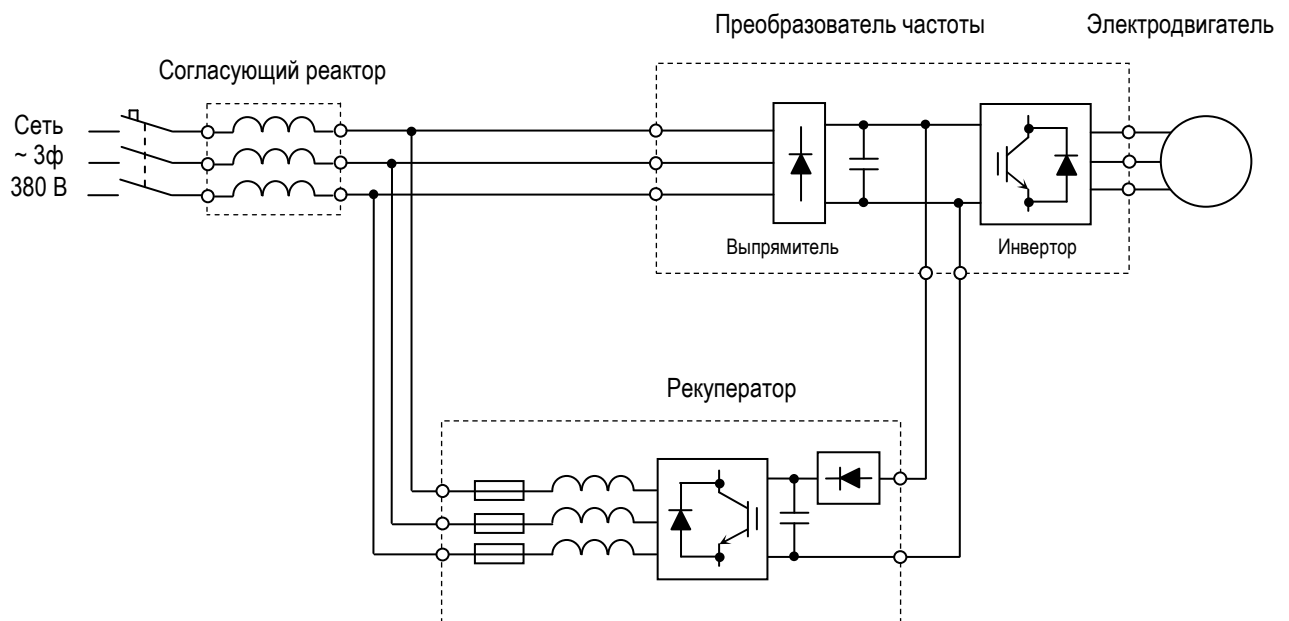 Преобразователь частоты
Электродвигатель
Согласующий реактор
Сеть
~ 3ф
380 В
Выпрямитель
Инвертор
Рекуператор